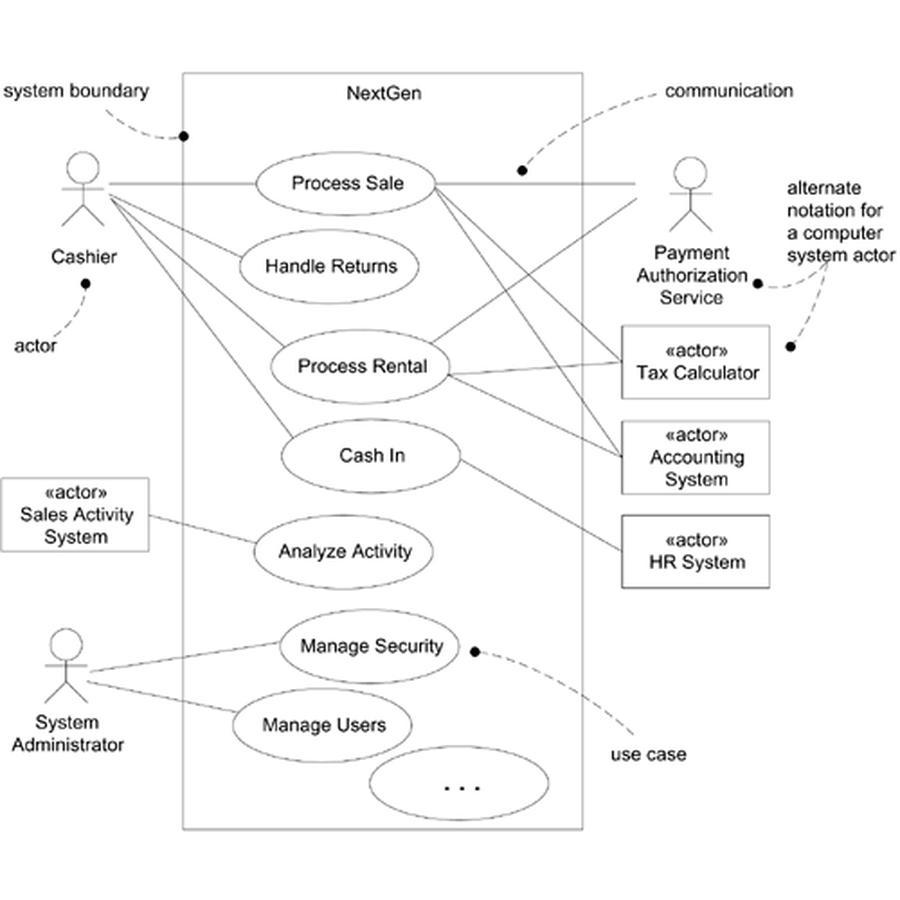 system boundary
NextGen
communication
Process Sale
alternate
notation for
a computer
system actor
Cashier
Handle Returns
Payment
Authorization
Service
actor
Process Rental
«actor»
Tax Calculator
Cash In
«actor»
Accounting
System
«actor»
Sales Activity
System
Analyze Activity
«actor»
HR System
Manage Security
System
Administrator
Manage Users
use case
. . .